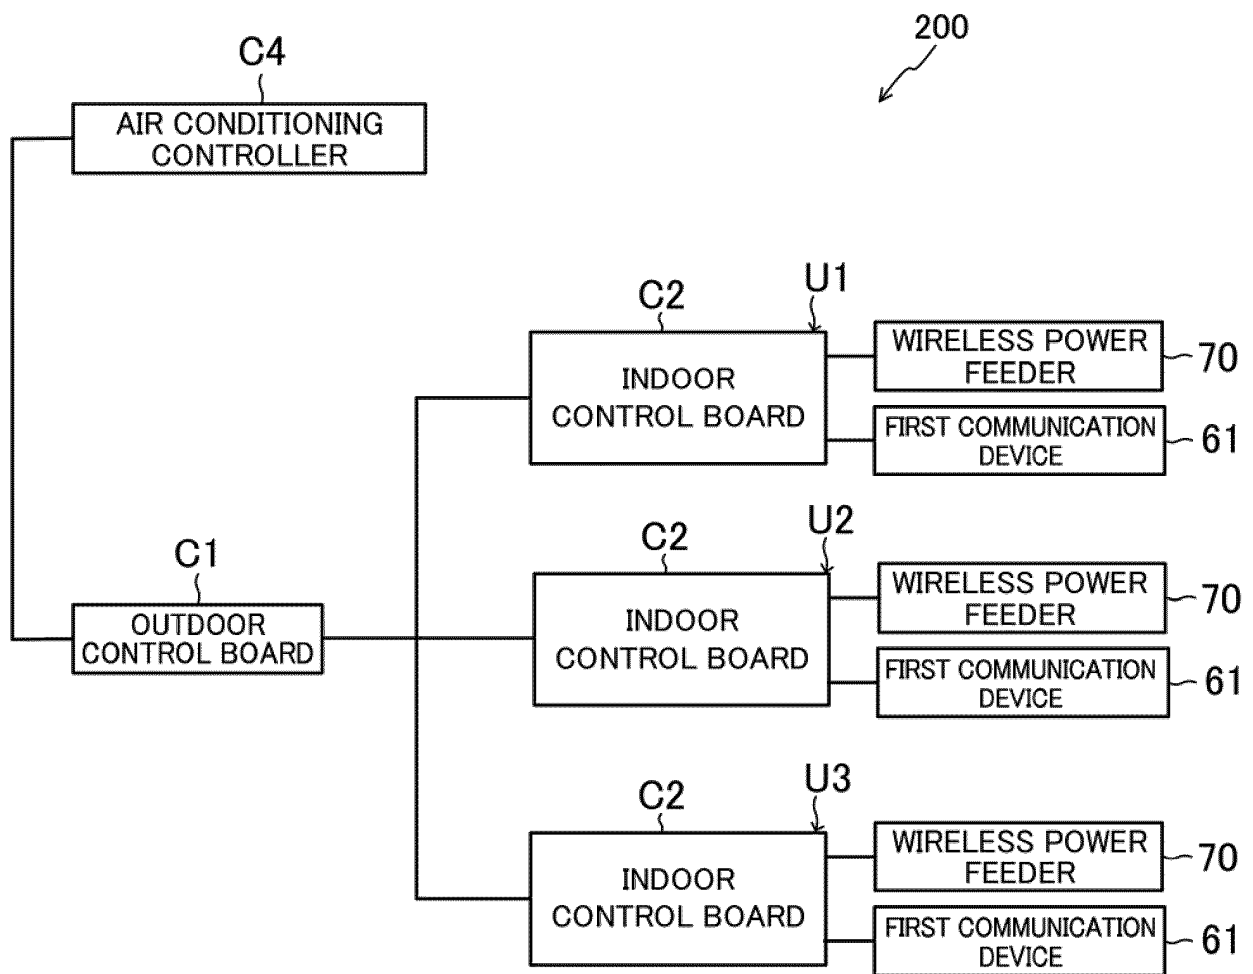 200
C4
AIR CONDITIONING
CONTROLLER
U1
C2
WIRELESS POWER
FEEDER
70
INDOOR
CONTROL BOARD
FIRST COMMUNICATION
DEVICE
61
U2
C2
C1
WIRELESS POWER
FEEDER
70
OUTDOOR
CONTROL BOARD
INDOOR
CONTROL BOARD
FIRST COMMUNICATION
DEVICE
61
U3
C2
WIRELESS POWER
FEEDER
70
INDOOR
CONTROL BOARD
FIRST COMMUNICATION
DEVICE
61